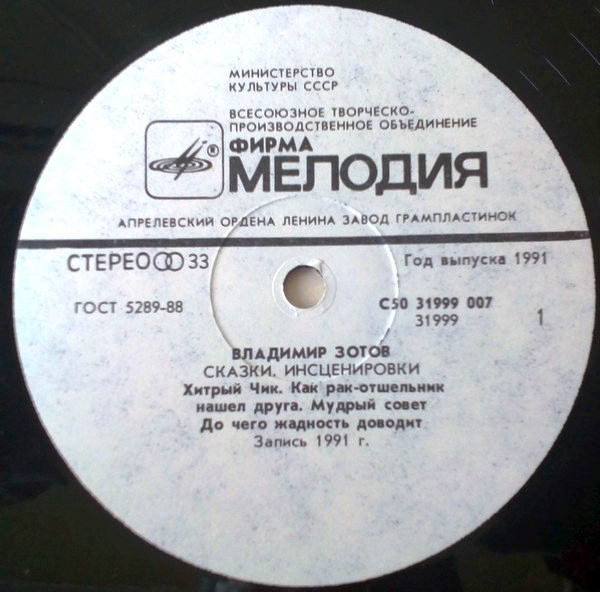 МИНИСТЕРСТВО
КУЛЬТУРЫ СССР
ВСЕСОЮЗНОЕ ТВОРЧЕСКО-
ПРОИЗВОДСТВЕННОЕ ОБЪЕДИНЕНИЕ
® ФИРМА
МЕЛОДИЯ
АПРЕЛЕВСКИЙ ОРДЕНА ЛЕНИНА ЗАВОД ГРАМПЛАСТИНОК
СТЕРЕО 33 Год выпуска 1991
ГОСТ 5289-88 С50 31999 007
31999 1
ВЛАДИМИР ЗОТОВ
СКАЗКИ. ИНСЦЕНИРОВКИ
Хитрый Чик. Как рак-отшельник
нашел друга. Мудрый совет
До чего жадность доводит
Запись 1991 г.